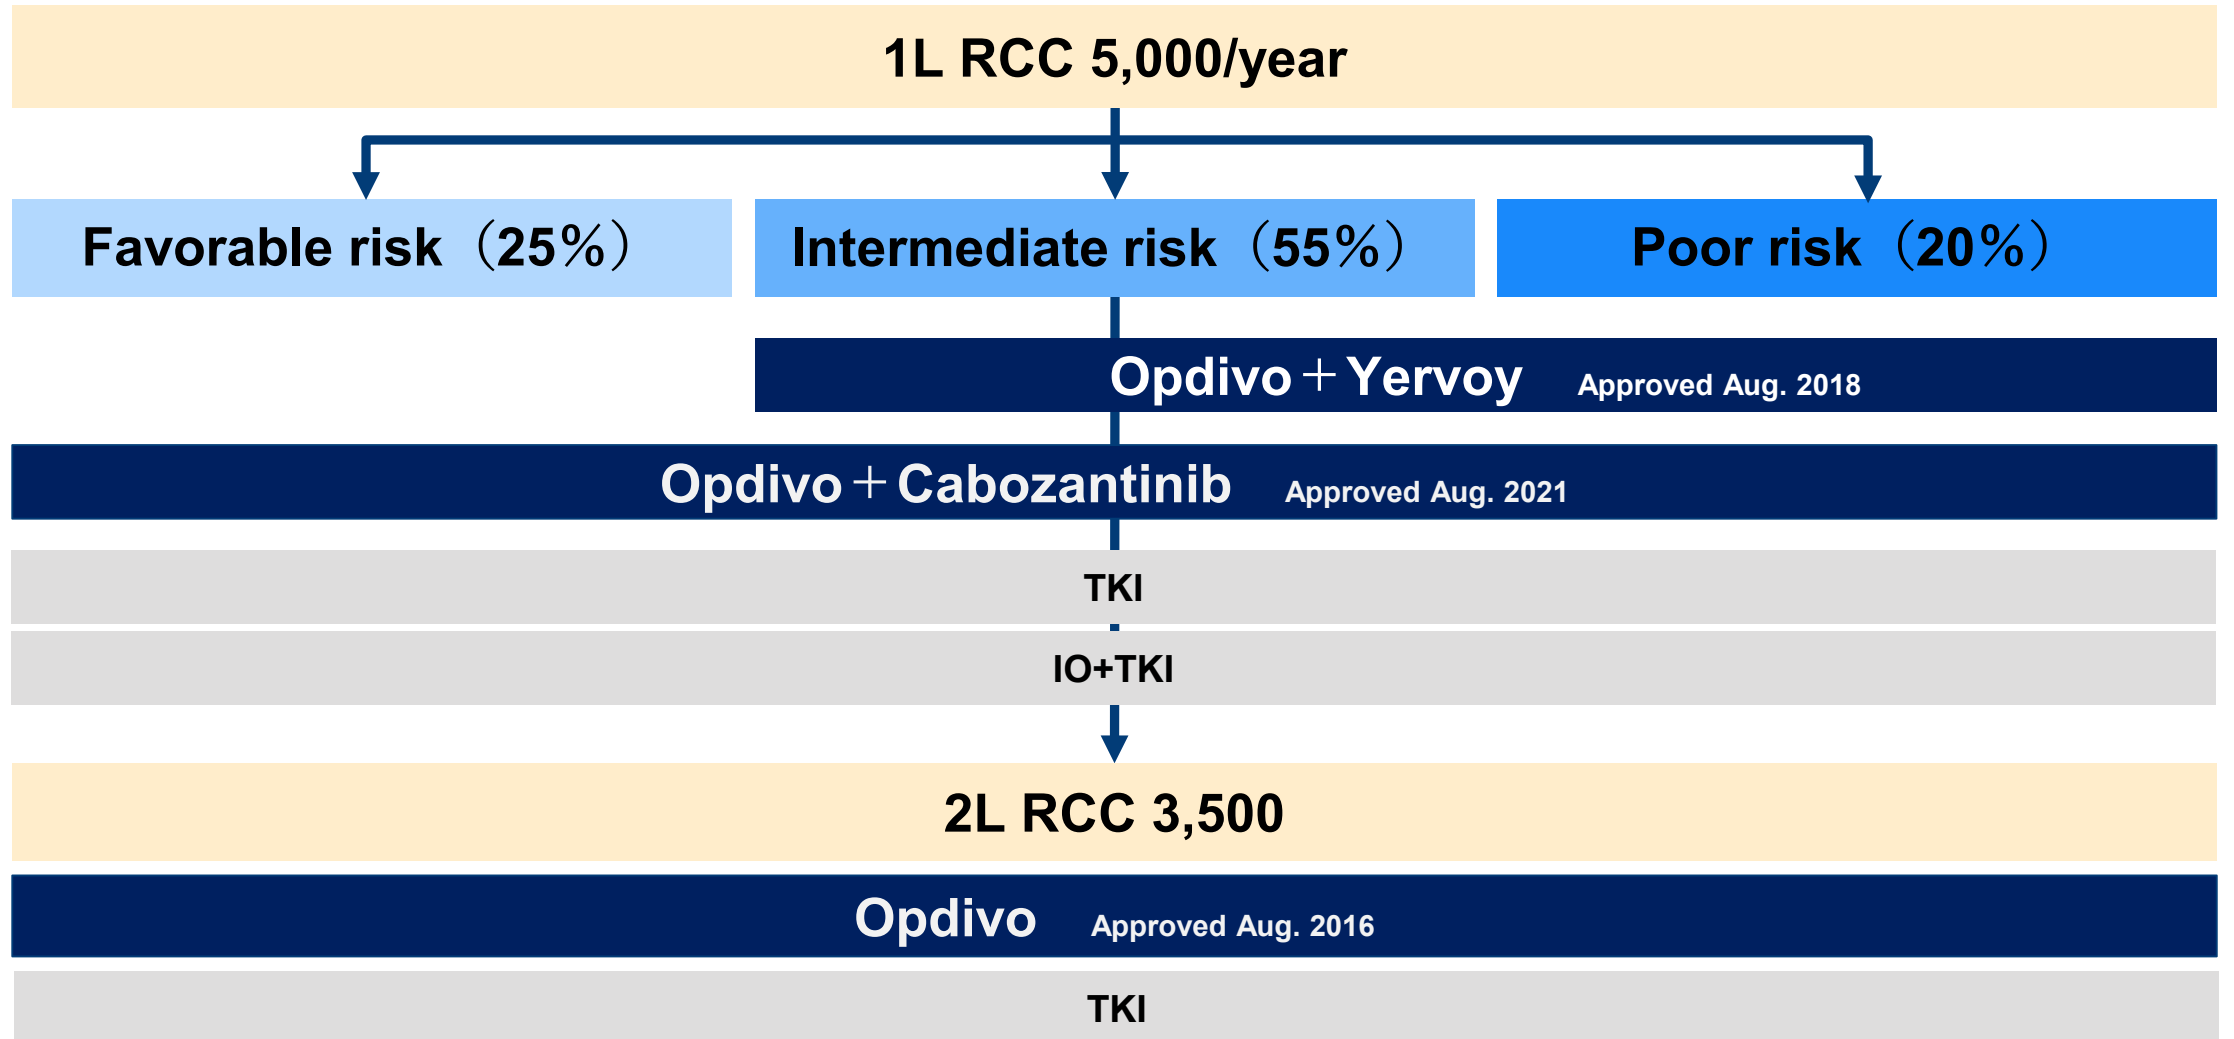 1L RCC 5,000/year
Favorable risk（25％）
Intermediate risk（55％）
Poor risk（20％）
Opdivo＋Yervoy Approved Aug. 2018
Opdivo＋Cabozantinib Approved Aug. 2021
TKI
IO+TKI
2L RCC 3,500
Opdivo Approved Aug. 2016
TKI